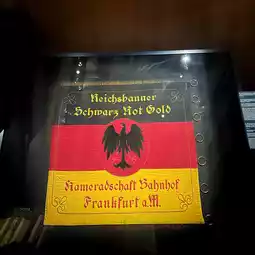 Reichsbanner
Schwarz Rot Gold
Kameradschaft Bahnhof
Frankfurt a.M.